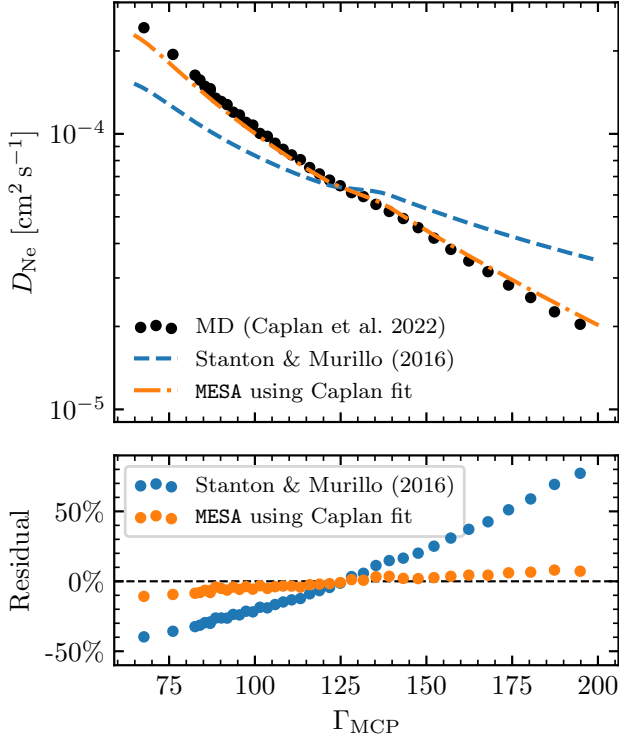 10⁻⁴
10⁻⁵
D_Ne [cm² s⁻¹]
MD (Caplan et al. 2022)
Stanton & Murillo (2016)
MESA using Caplan fit
50%
0%
-50%
Residual
Stanton & Murillo (2016)
MESA using Caplan fit
75 100 125 150 175 200
Γ_MCP